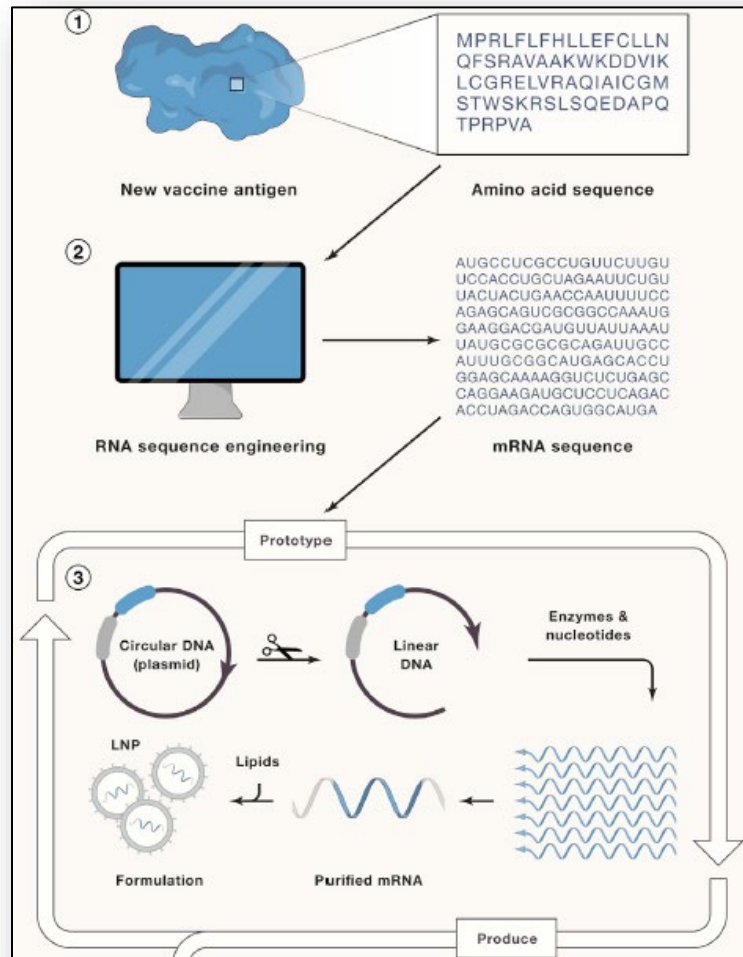 1
MPRLFLFHLLEFCLLN
QFSRAVAAKWKDDVIK
LCGRELVRAQIAICGM
STWSKRSLSQEDAPQ
TPRPVA
New vaccine antigen
Amino acid sequence
2
AUGCCUCGCCUGUUCUUGU
UCCACCUGCUAGAAUUCUGU
UACUACUGAACCAAUUUUCC
AGAGCAGUCGCGGCCAAAUG
GAAGGACGAUGUUAUUAAAU
UAUGCGCGCGCAGAUUGCC
AUUUGCGGCAUGAGCACCU
GGAGCAAAAGGUCUCUGAGC
CAGGAAGAUGCUCCUCAGAC
ACCUAGACCAGUGGCAUGA
RNA sequence engineering
mRNA sequence
Prototype
3
Circular DNA
(plasmid)
Linear
DNA
Enzymes &
nucleotides
LNP
Lipids
Formulation
Purified mRNA
Produce